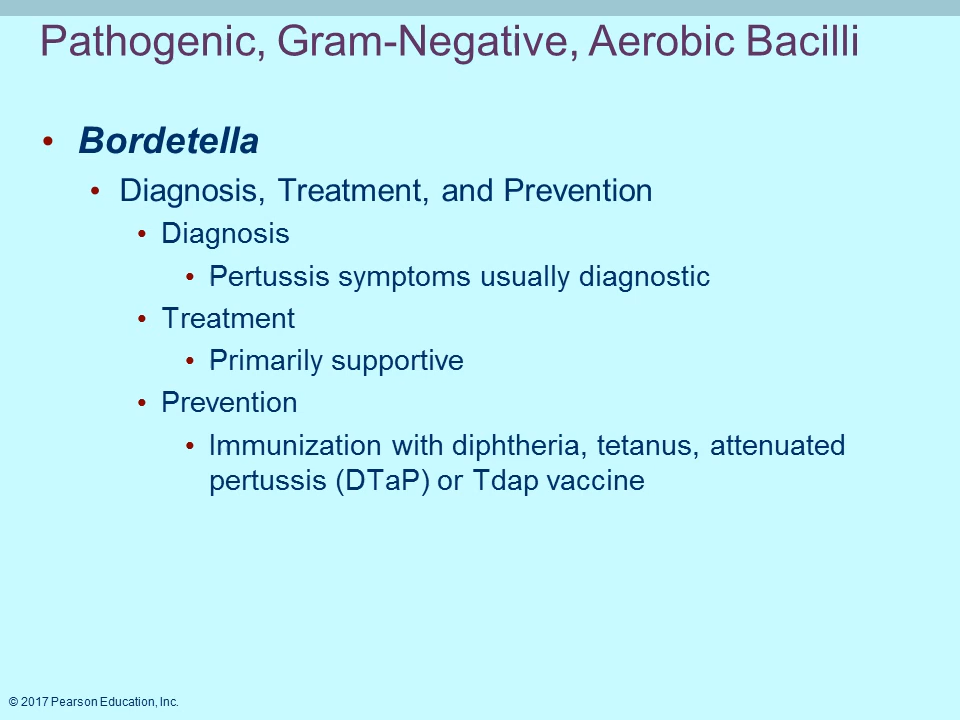 Pathogenic, Gram-Negative, Aerobic Bacilli
• Bordetella
• Diagnosis, Treatment, and Prevention
• Diagnosis
• Pertussis symptoms usually diagnostic
• Treatment
• Primarily supportive
• Prevention
• Immunization with diphtheria, tetanus, attenuated
pertussis (DTaP) or Tdap vaccine
© 2017 Pearson Education, Inc.